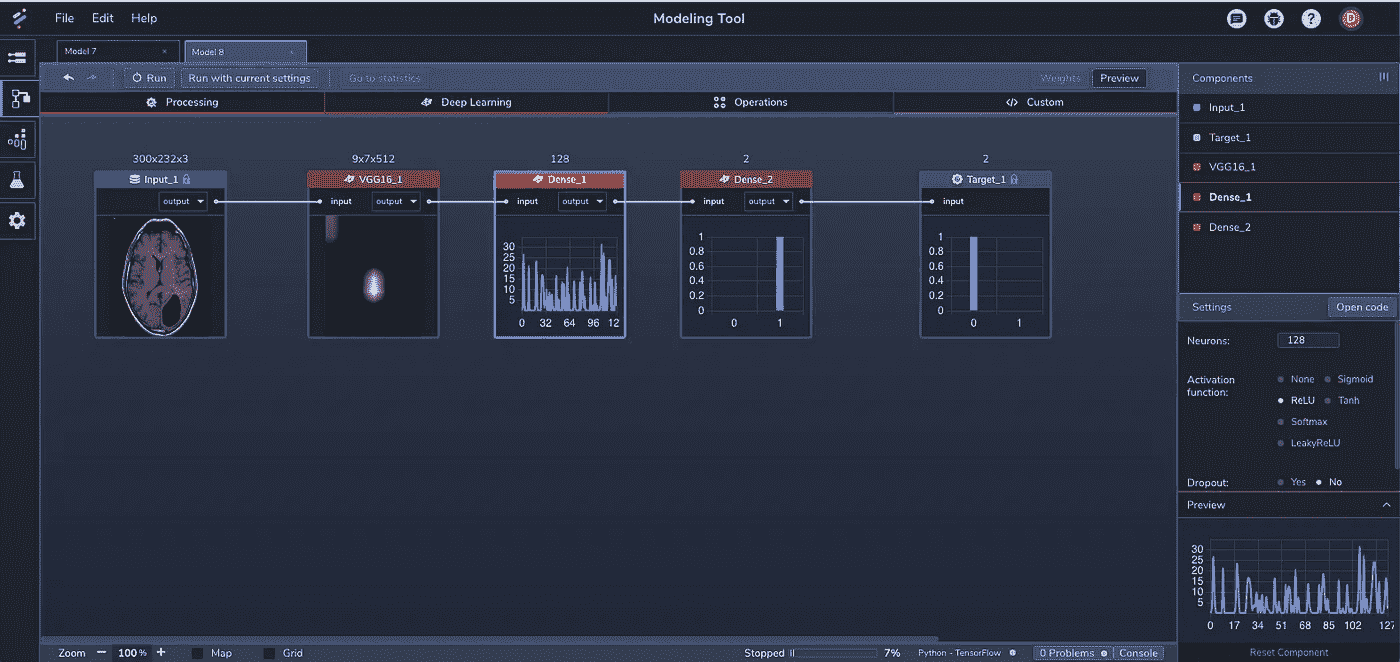 File Edit Help Modeling Tool
Model 7 Model 8
Run Run with current settings Go to statistics Weights Preview
Processing Deep Learning Operations Custom
300x232x3 9x7x512 128 2 2
Input_1 VGG16_1 Dense_1 Dense_2 Target_1
output input output input output input output input
30
25
20
15
10
5
0 32 64 96 12
1
0.8
0.6
0.4
0.2
0
0 1
1
0.8
0.6
0.4
0.2
0
0 1
Components
Input_1
Target_1
VGG16_1
Dense_1
Dense_2
Settings Open code
Neurons: 128
Activation function:
None Sigmoid
ReLU Tanh
Softmax
LeakyReLU
Dropout: Yes No
Preview
30
25
20
15
10
5
0 17 34 51 68 85 102 127
Reset Component
Zoom 100 % Map Grid Stopped 7% Python - TensorFlow 0 Problems Console